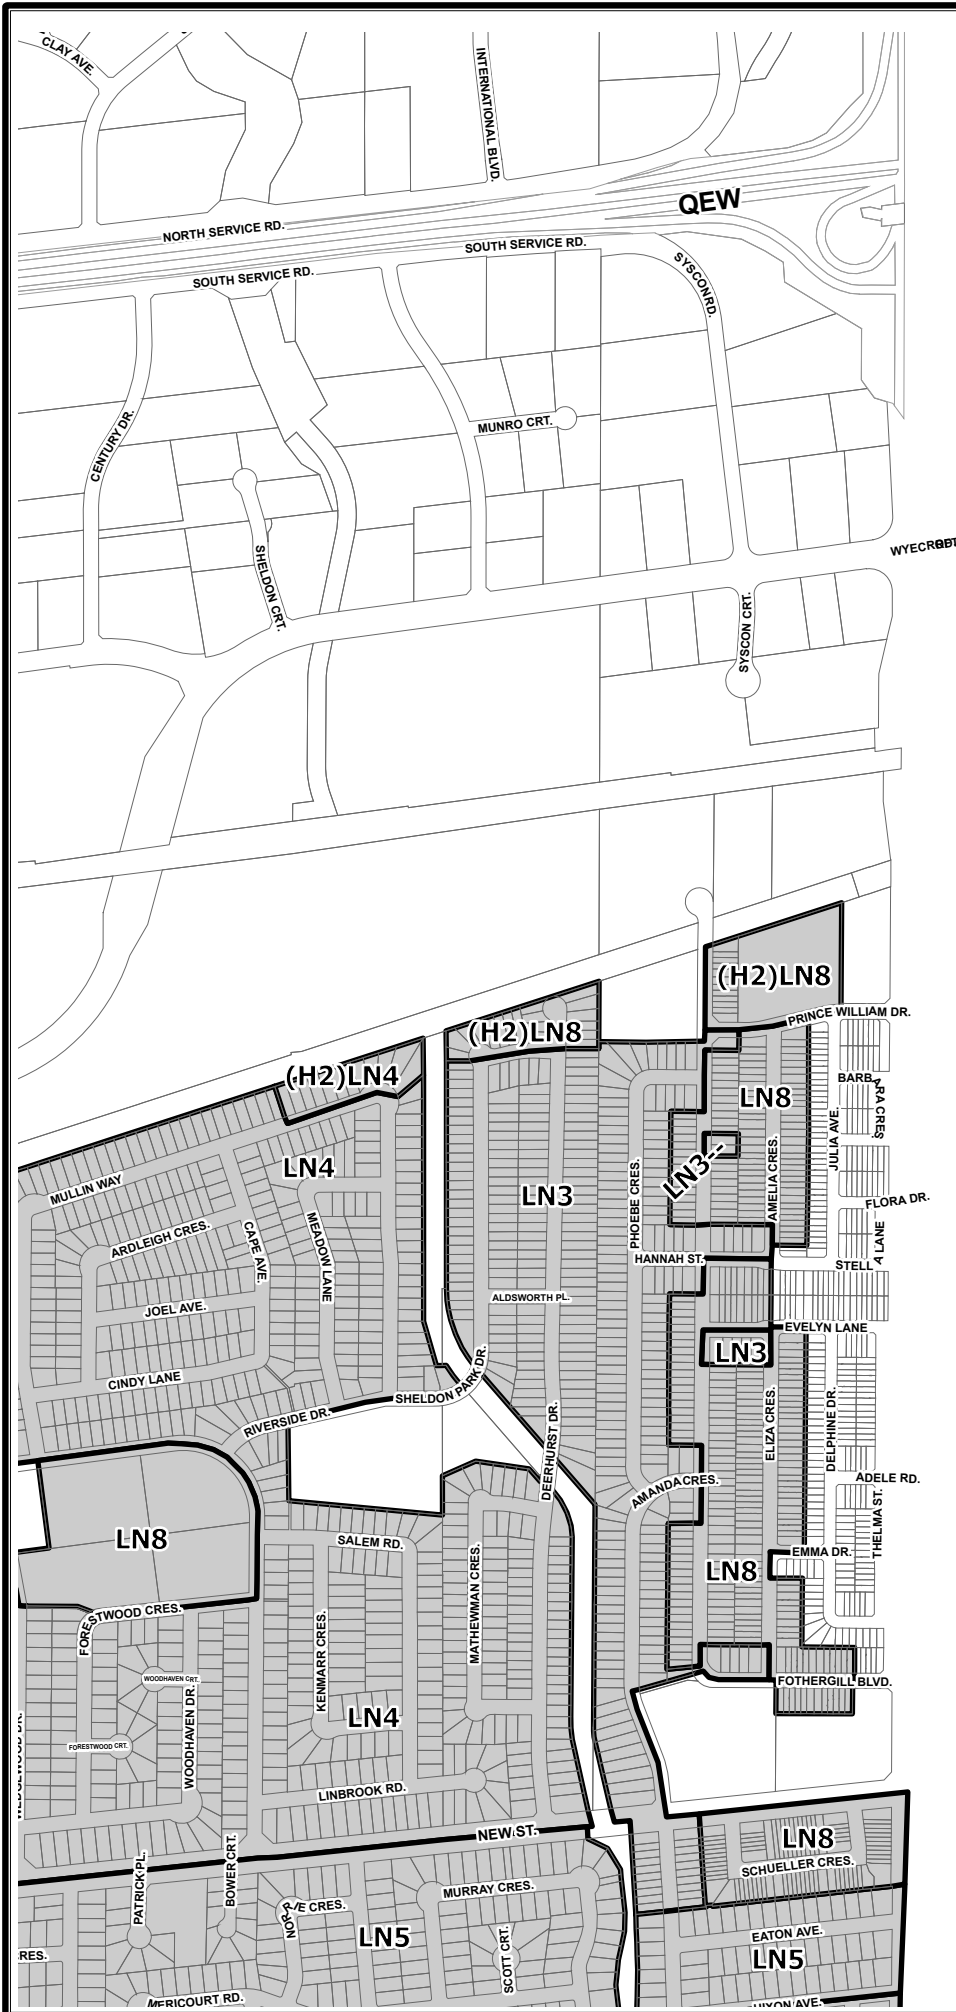 CLAY AVE.
INTERNATIONAL BLVD.
QEW
NORTH SERVICE RD.
SOUTH SERVICE RD.
SOUTH SERVICE RD.
SYSCON RD.
CENTURY DR.
MUNRO CRT.
SHELDON CRT.
SYSCON CRT.
(H2)LN8
PRINCE WILLIAM DR.
(H2)LN8
(H2)LN4
BARB
ARA CRES.
LN8
JULIA AVE.
LN4
LN3--
AMELIA CRES.
MULLIN WAY
LN3
PHOEBE CRES.
FLORA DR.
ARDLEIGH CRES.
CAPE AVE.
MEADOW LANE
HANNAH ST.
STELL
A LANE
JOEL AVE.
ALDSWORTH PL.
EVELYN LANE
LN3
CINDY LANE
SHELDON PARK DR.
RIVERSIDE DR.
DEERHURST DR.
ELIZA CRES.
DELPHINE DR.
ADELE RD.
AMANDA CRES.
THELMA ST.
LN8
SALEM RD.
EMMA DR.
LN8
MATHEWMAN CRES.
FORESTWOOD CRES.
KENMARR CRES.
WOODHAVEN CRT.
FOTHERGILL BLVD.
WOODHAVEN DR.
LN4
FORESTWOOD CRT.
LINBROOK RD.
NEW ST.
LN8
SCHUELLER CRES.
PATRICK PL.
BOWER CRT.
MURRAY CRES.
NOR
RIE CRES.
LN5
SCOTT CRT.
EATON AVE.
LN5
CRES.
MERICOURT RD.